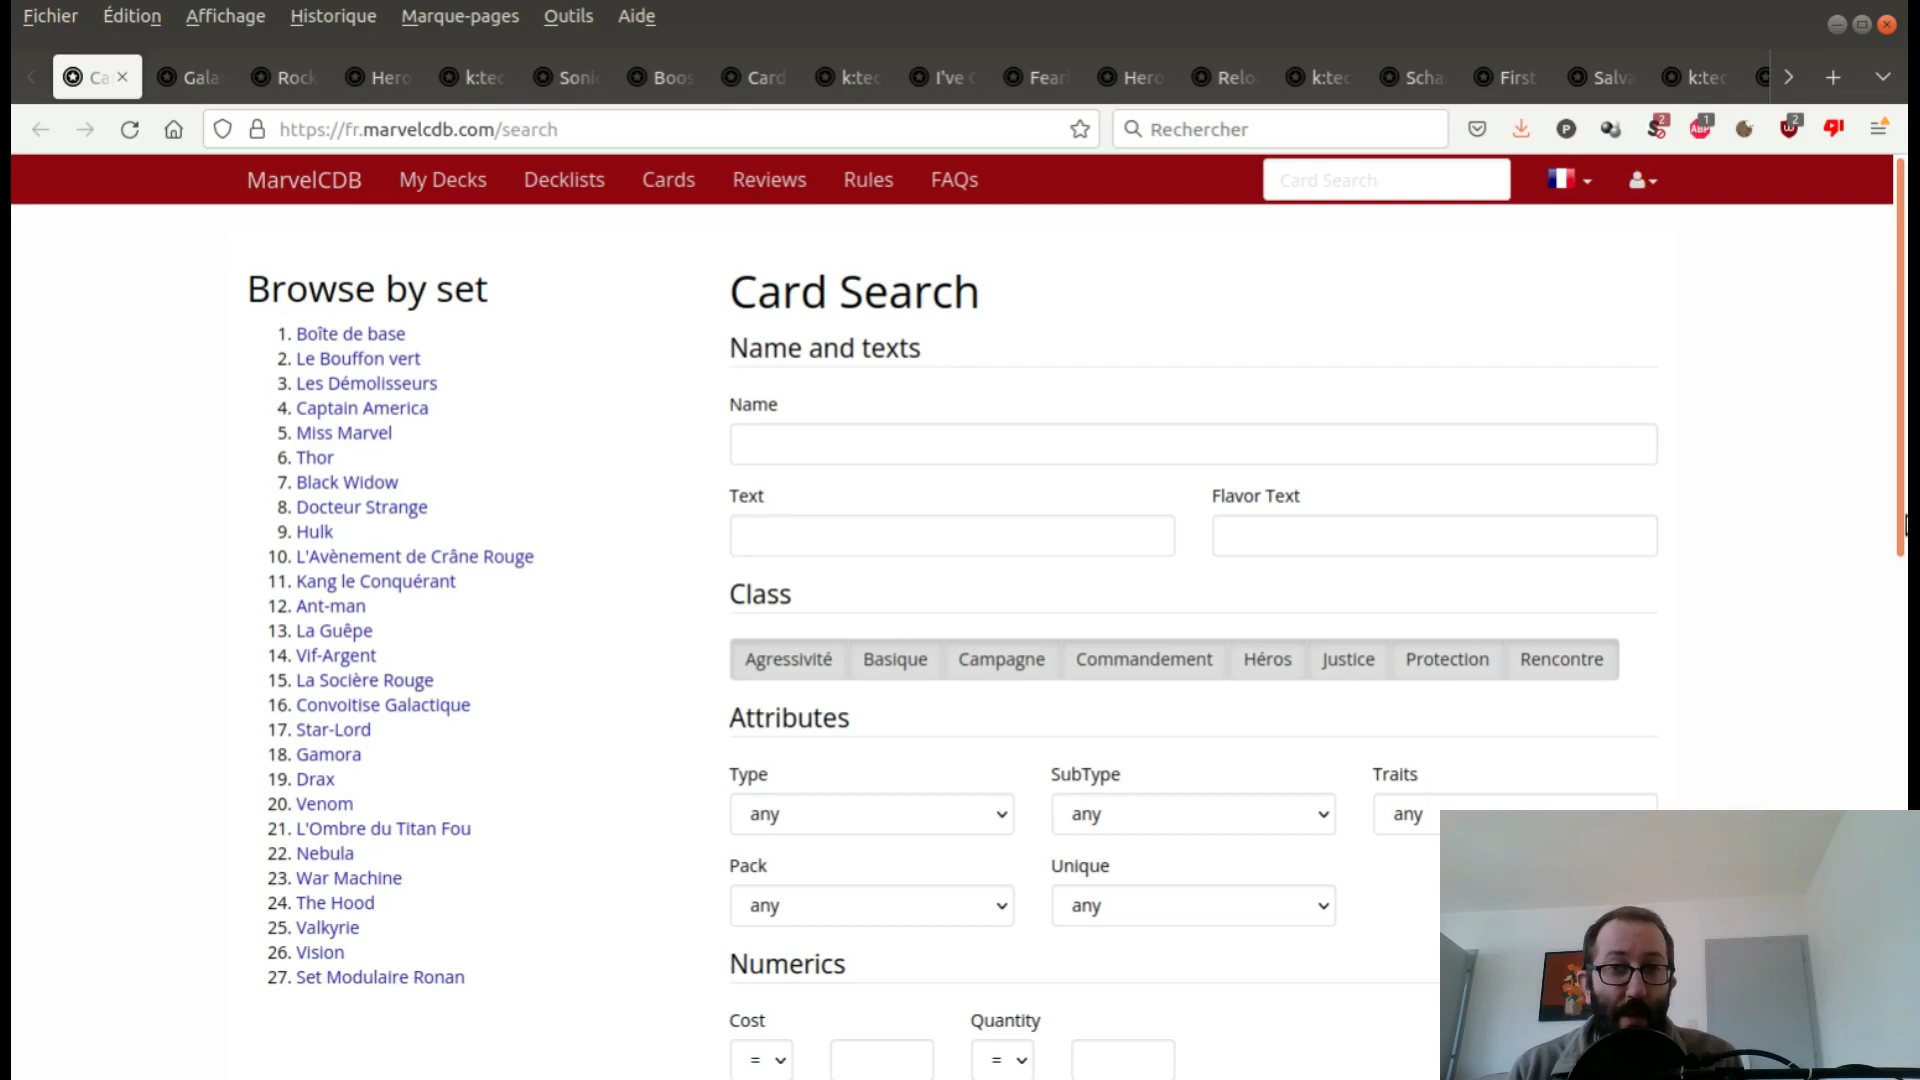 Fichier Édition Affichage Historique Marque-pages Outils Aide
Ca Gala Rock Hero k:tec Soni Boos Card k:tec I've Fear Hero Relo k:tec Scha First Salva k:tec
https://fr.marvelcdb.com/search Rechercher 2 ABP 1 2
MarvelCDB My Decks Decklists Cards Reviews Rules FAQs Card Search
Browse by set
1. Boîte de base
2. Le Bouffon vert
3. Les Démolisseurs
4. Captain America
5. Miss Marvel
6. Thor
7. Black Widow
8. Docteur Strange
9. Hulk
10. L'Avènement de Crâne Rouge
11. Kang le Conquérant
12. Ant-man
13. La Guêpe
14. Vif-Argent
15. La Socière Rouge
16. Convoitise Galactique
17. Star-Lord
18. Gamora
19. Drax
20. Venom
21. L'Ombre du Titan Fou
22. Nebula
23. War Machine
24. The Hood
25. Valkyrie
26. Vision
27. Set Modulaire Ronan
Card Search
Name and texts
Name
Text Flavor Text
Class
Agressivité Basique Campagne Commandement Héros Justice Protection Rencontre
Attributes
Type SubType Traits
any any any
Pack Unique
any any
Numerics
Cost Quantity
= =